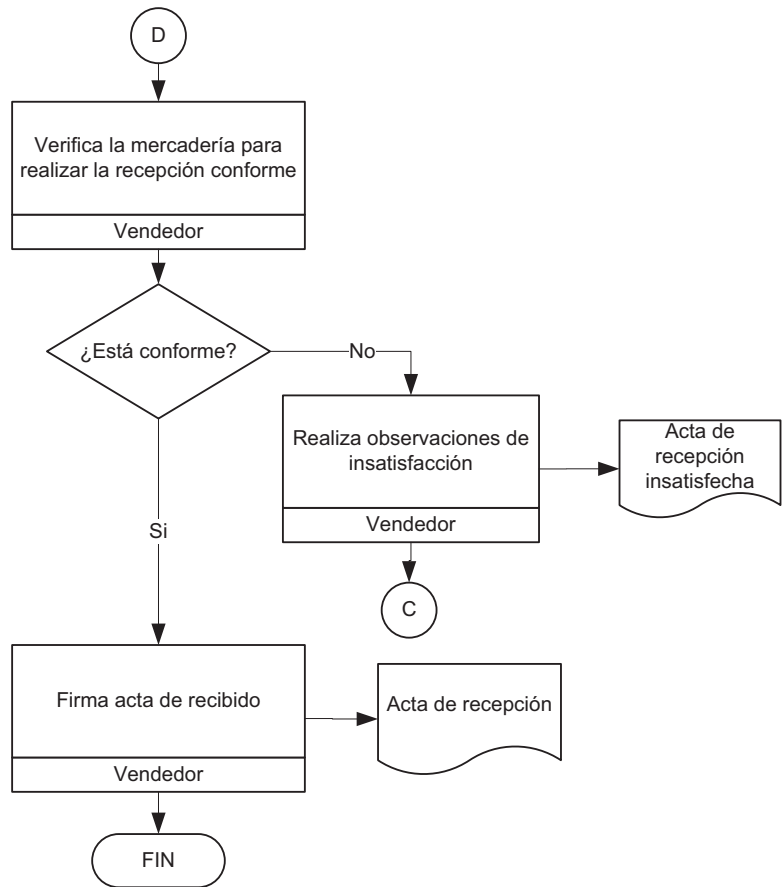 D
Verifica la mercadería para
realizar la recepción conforme
Vendedor
¿Está conforme?
No
Realiza observaciones de
insatisfacción
Vendedor
Acta de
recepción
insatisfecha
C
Si
Firma acta de recibido
Vendedor
Acta de recepción
FIN